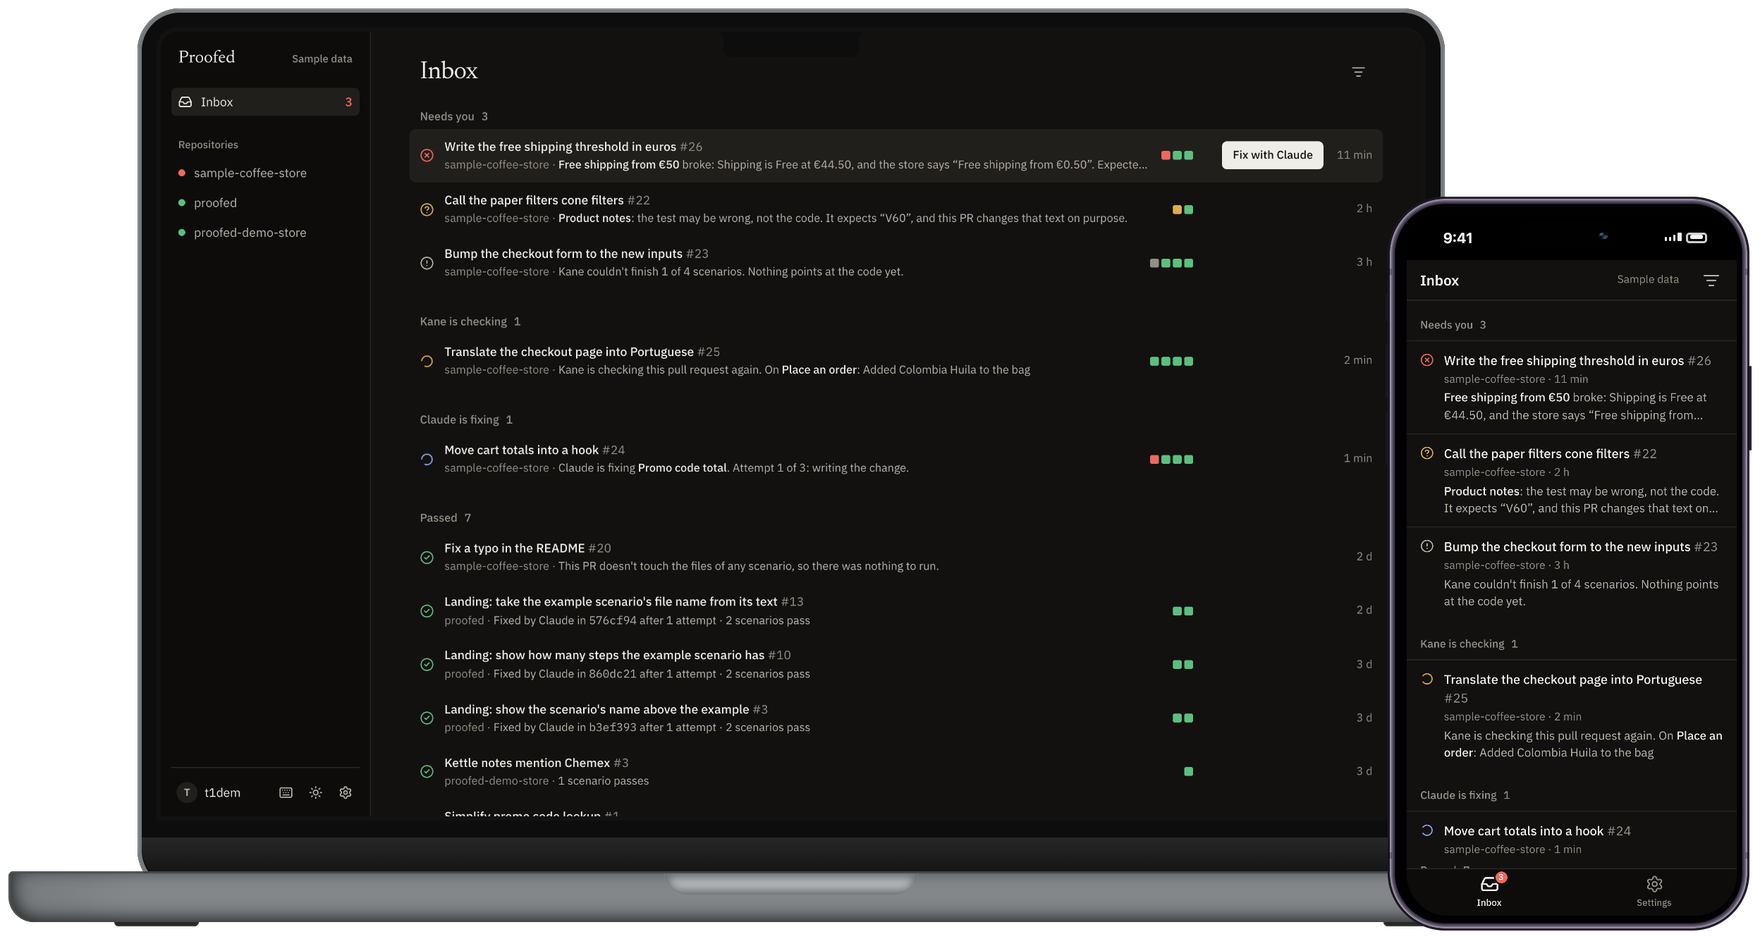 Proofed
Sample data
Inbox 3
Repositories
sample-coffee-store
proofed
proofed-demo-store
T t1dem
Inbox
Needs you 3
Write the free shipping threshold in euros #26
sample-coffee-store · Free shipping from €50 broke: Shipping is Free at €44.50, and the store says “Free shipping from €0.50”. Expecte...
Fix with Claude
11 min
Call the paper filters cone filters #22
sample-coffee-store · Product notes: the test may be wrong, not the code. It expects “V60”, and this PR changes that text on purpose.
2 h
Bump the checkout form to the new inputs #23
sample-coffee-store · Kane couldn't finish 1 of 4 scenarios. Nothing points at the code yet.
3 h
Kane is checking 1
Translate the checkout page into Portuguese #25
sample-coffee-store · Kane is checking this pull request again. On Place an order: Added Colombia Huila to the bag
2 min
Claude is fixing 1
Move cart totals into a hook #24
sample-coffee-store · Claude is fixing Promo code total. Attempt 1 of 3: writing the change.
1 min
Passed 7
Fix a typo in the README #20
sample-coffee-store · This PR doesn't touch the files of any scenario, so there was nothing to run.
2 d
Landing: take the example scenario's file name from its text #13
proofed · Fixed by Claude in 576cf94 after 1 attempt · 2 scenarios pass
2 d
Landing: show how many steps the example scenario has #10
proofed · Fixed by Claude in 860dc21 after 1 attempt · 2 scenarios pass
3 d
Landing: show the scenario's name above the example #3
proofed · Fixed by Claude in b3ef393 after 1 attempt · 2 scenarios pass
3 d
Kettle notes mention Chemex #3
proofed-demo-store · 1 scenario passes
3 d
Simplify promo code lookup #1
9:41
Inbox
Sample data
Needs you 3
Write the free shipping threshold in euros #26
sample-coffee-store · 11 min
Free shipping from €50 broke: Shipping is Free at
€44.50, and the store says “Free shipping from...
Call the paper filters cone filters #22
sample-coffee-store · 2 h
Product notes: the test may be wrong, not the code.
It expects “V60”, and this PR changes that text on...
Bump the checkout form to the new inputs #23
sample-coffee-store · 3 h
Kane couldn't finish 1 of 4 scenarios. Nothing points
at the code yet.
Kane is checking 1
Translate the checkout page into Portuguese
#25
sample-coffee-store · 2 min
Kane is checking this pull request again. On Place an
order: Added Colombia Huila to the bag
Claude is fixing 1
Move cart totals into a hook #24
sample-coffee-store · 1 min
3
Inbox
Settings